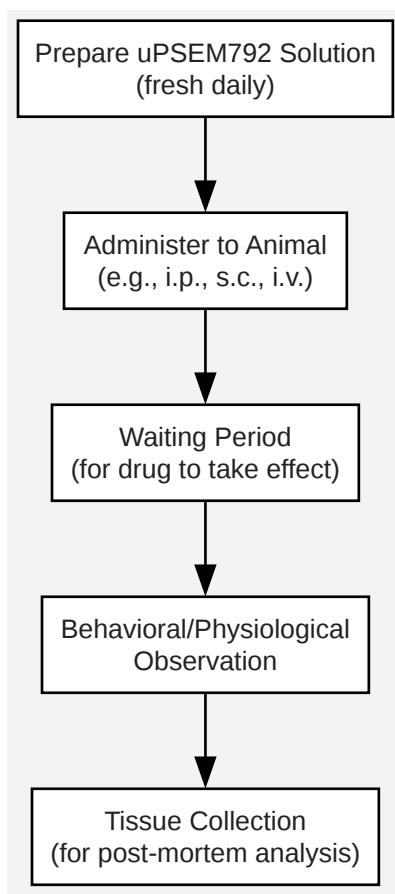 Prepare uPSEM792 Solution
(fresh daily)
Administer to Animal
(e.g., i.p., s.c., i.v.)
Waiting Period
(for drug to take effect)
Behavioral/Physiological
Observation
Tissue Collection
(for post-mortem analysis)